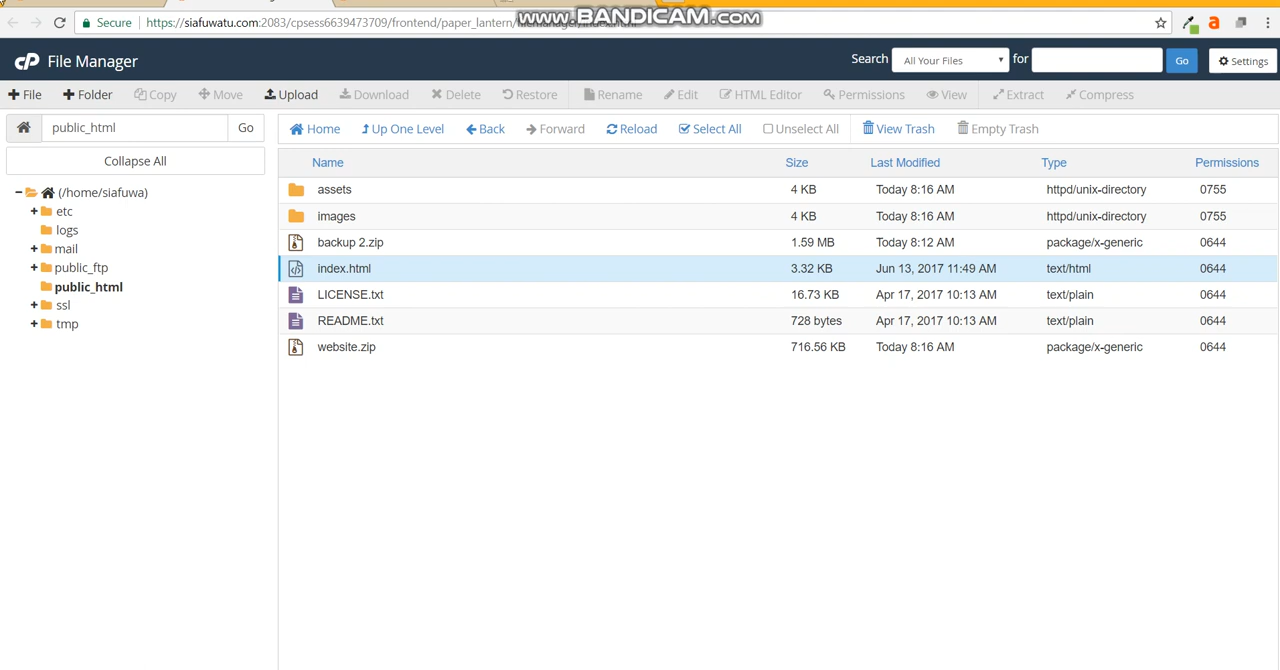 www.BANDICAM.com
Secure https://siafuwatu.com:2083/cpsess6639473709/frontend/paper_lantern/
cP File Manager Search All Your Files for Go Settings
File Folder Copy Move Upload Download Delete Restore Rename Edit HTML Editor Permissions View Extract Compress
public_html Go Home Up One Level Back Forward Reload Select All Unselect All View Trash Empty Trash
Collapse All
(/home/siafuwa)
etc
logs
mail
public_ftp
public_html
ssl
tmp
Name Size Last Modified Type Permissions
assets 4 KB Today 8:16 AM httpd/unix-directory 0755
images 4 KB Today 8:16 AM httpd/unix-directory 0755
backup 2.zip 1.59 MB Today 8:12 AM package/x-generic 0644
index.html 3.32 KB Jun 13, 2017 11:49 AM text/html 0644
LICENSE.txt 16.73 KB Apr 17, 2017 10:13 AM text/plain 0644
README.txt 728 bytes Apr 17, 2017 10:13 AM text/plain 0644
website.zip 716.56 KB Today 8:16 AM package/x-generic 0644